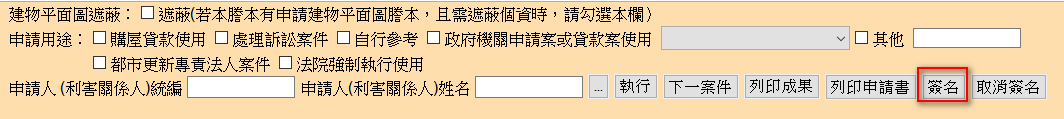 建物平面圖遮蔽： 遮蔽(若本謄本有申請建物平面圖謄本，且需遮蔽個資時，請勾選本欄）
申請用途： 購屋貸款使用 處理訴訟案件 自行參考 政府機關申請案或貸款案使用 其他
都市更新專責法人案件 法院強制執行使用
申請人(利害關係人)統編 申請人(利害關係人)姓名 ... 執行 下一案件 列印成果 列印申請書 簽名 取消簽名